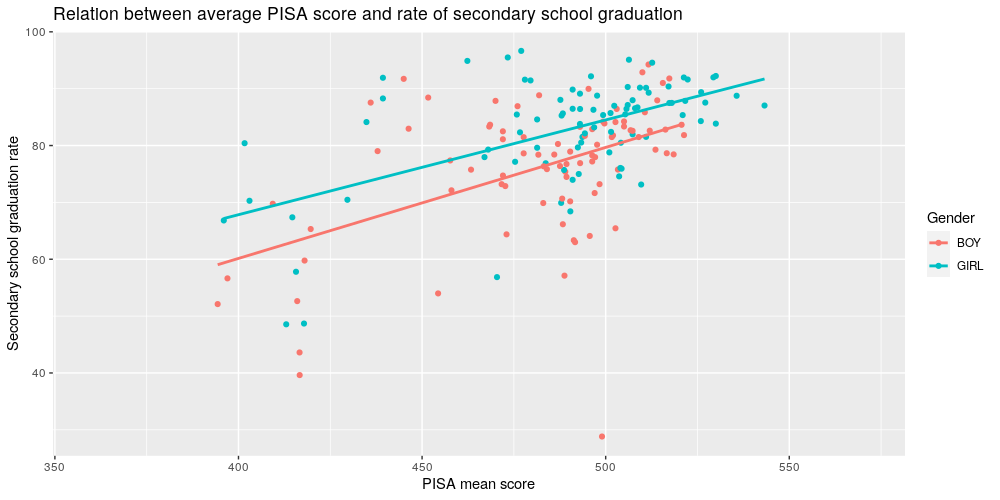 Relation between average PISA score and rate of secondary school graduation
Secondary school graduation rate
100
80
60
40
350
400
450
500
550
PISA mean score
Gender
BOY
GIRL